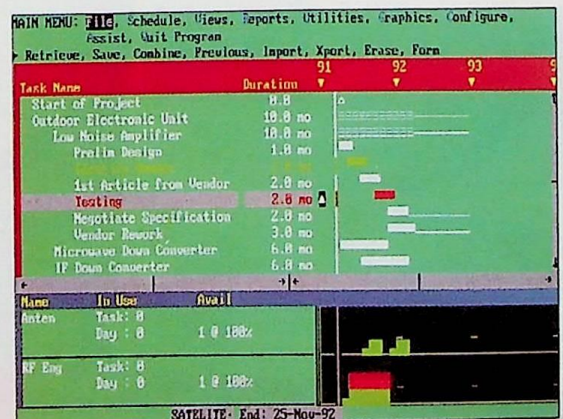 MAIN MENU: File, Schedule, Views, Reports, Utilities, Graphics, Configure,
Assist, Quit Program
Retrieve, Save, Combine, Previous, Import, Xport, Erase, Form
91 92 93 9
Task Name Duration
Start of Project 0.0
Outdoor Electronic Unit 10.0 mo
Low Noise Amplifier 10.0 mo
Prelim Design 1.0 mo
1st Article from Vendor 2.0 mo
Testing 2.0 mo
Negotiate Specification 2.0 mo
Vendor Rework 3.0 mo
Microwave Down Converter 6.0 mo
IF Down Converter 6.0 mo
Name In Use Avail
Anten Task: 0
Day : 0 1 @ 100%
RF Eng Task: 0
Day : 0 1 @ 100%
SATELITE· End: 25-Nov-92